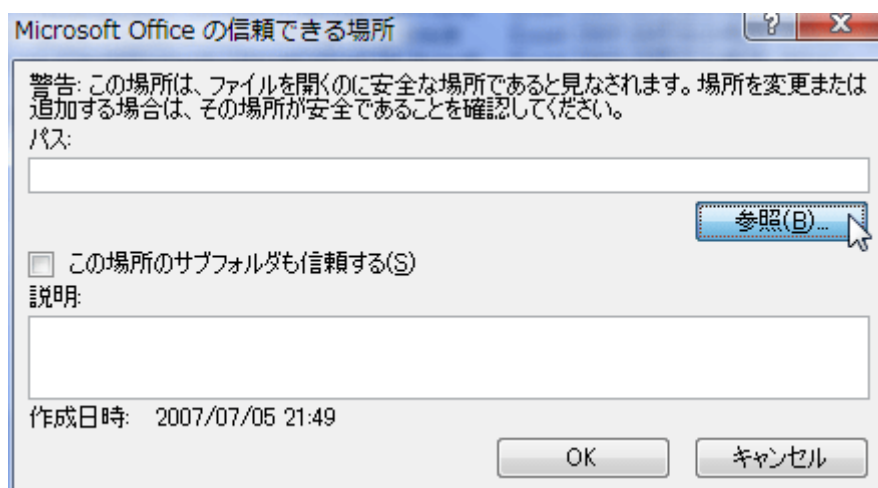 Microsoft Office の信頼できる場所
警告: この場所は、ファイルを開くのに安全な場所であると見なされます。場所を変更または
追加する場合は、その場所が安全であることを確認してください。
パス:
参照(B)...
この場所のサブフォルダも信頼する(S)
説明:
作成日時: 2007/07/05 21:49
OK
キャンセル